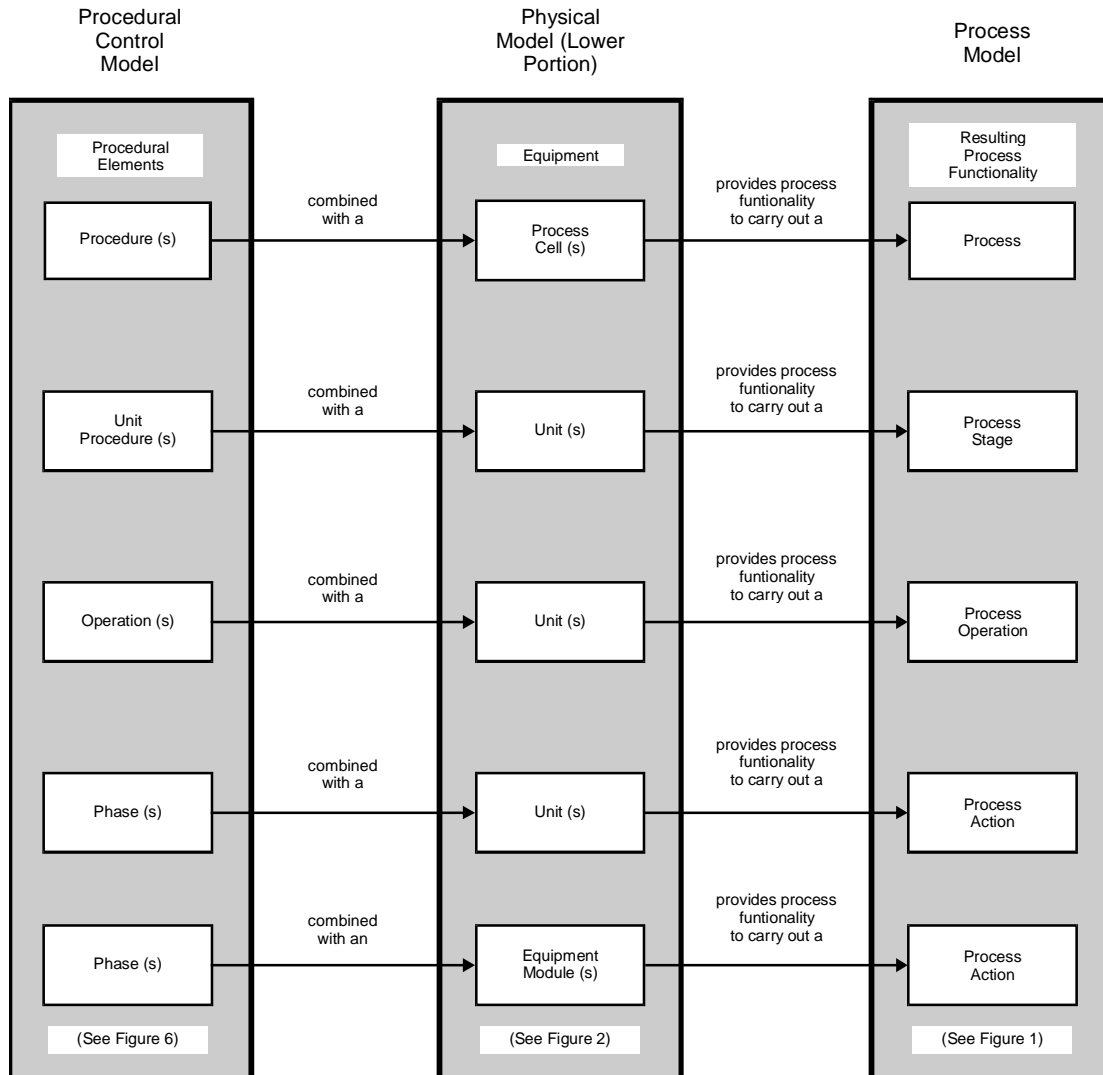 Procedural
Control
Model
Physical
Model (Lower
Portion)
Process
Model
Procedural
Elements
Equipment
Resulting
Process
Functionality
Procedure (s)
combined
with a
Process
Cell (s)
provides process
funtionality
to carry out a
Process
Unit
Procedure (s)
combined
with a
Unit (s)
provides process
funtionality
to carry out a
Process
Stage
Operation (s)
combined
with a
Unit (s)
provides process
funtionality
to carry out a
Process
Operation
Phase (s)
combined
with a
Unit (s)
provides process
funtionality
to carry out a
Process
Action
Phase (s)
combined
with an
Equipment
Module (s)
provides process
funtionality
to carry out a
Process
Action
(See Figure 6)
(See Figure 2)
(See Figure 1)